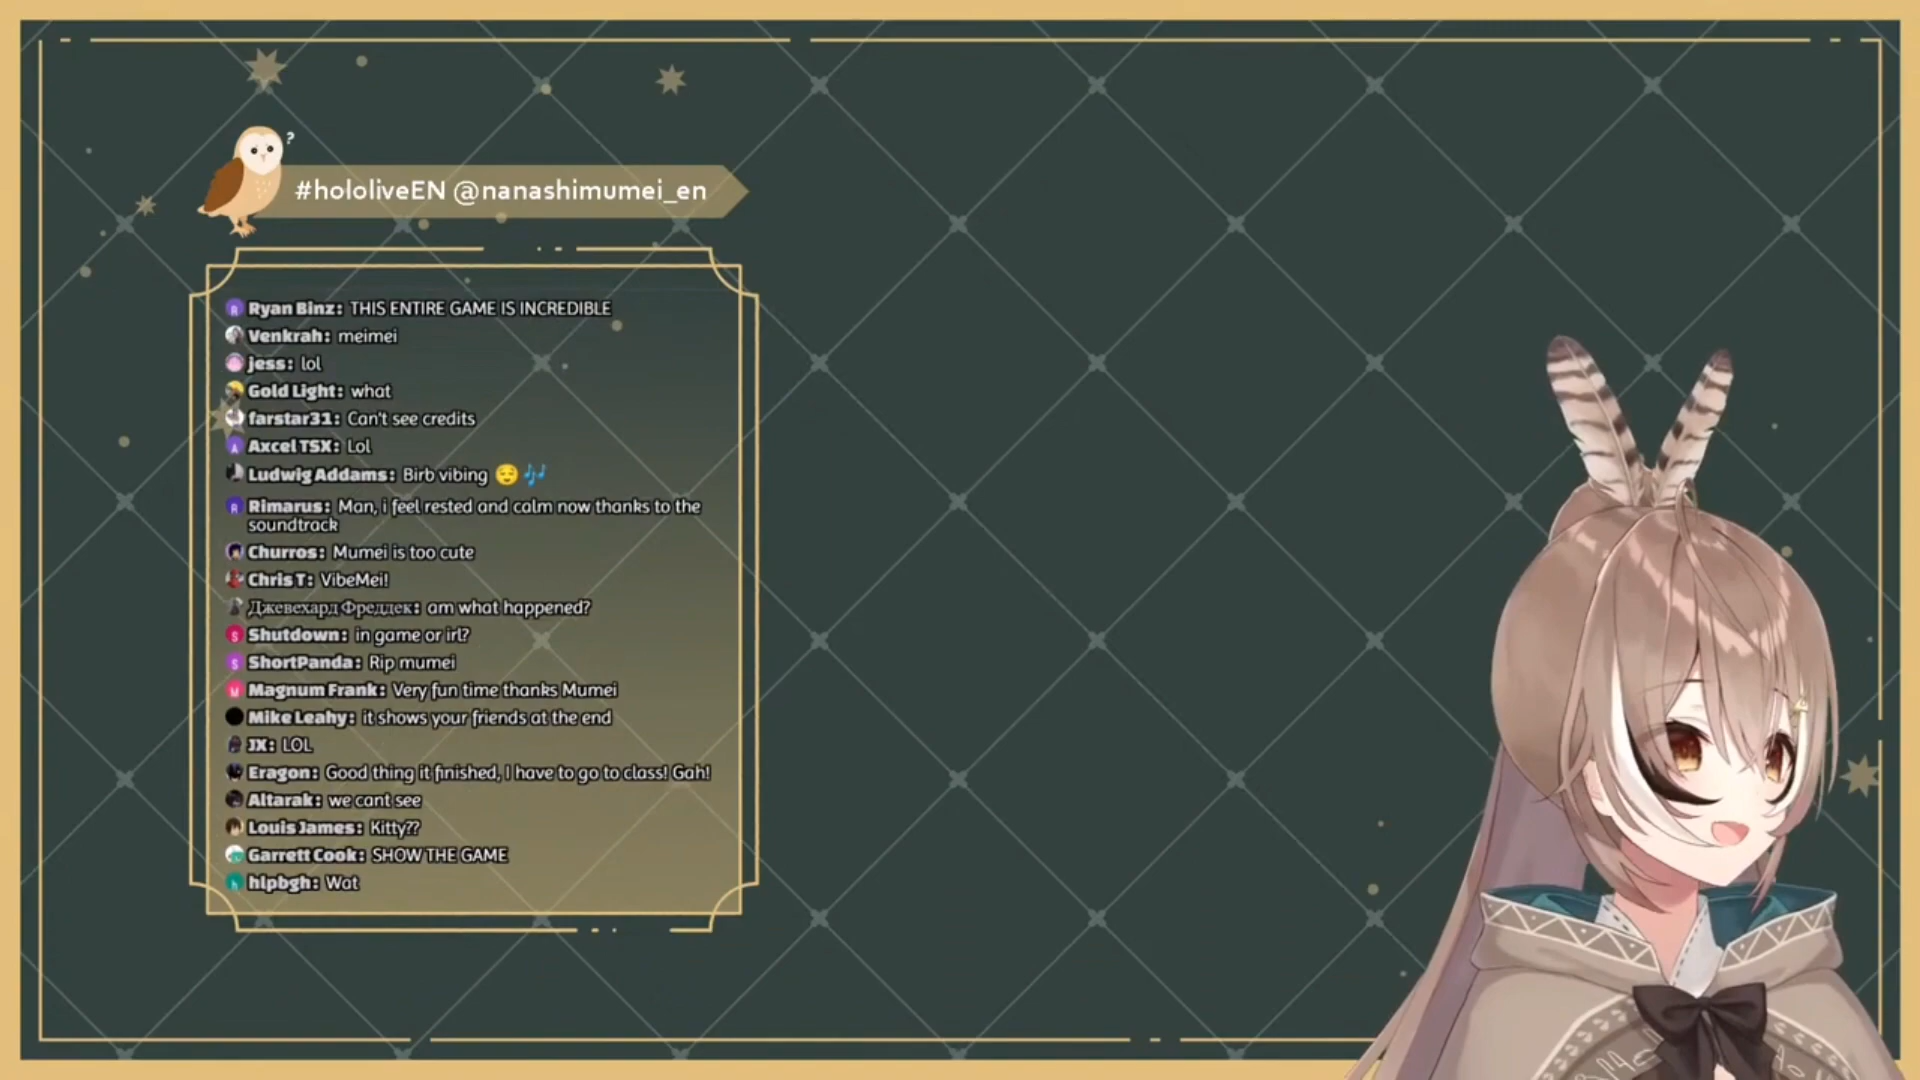 ?
#hololiveEN @nanashimumei_en
Ryan Binz: THIS ENTIRE GAME IS INCREDIBLE
Venkrah: meimei
jess: lol
Gold Light: what
farstar31: Can't see credits
A Axcel TSX: Lol
Ludwig Addams: Birb vibing 😌🎶
R Rimarus: Man, i feel rested and calm now thanks to the
soundtrack
Churros: Mumei is too cute
Chris T: VibeMei!
Джевехард Фреддек: am what happened?
S Shutdown: in game or irl?
S ShortPanda: Rip mumei
M Magnum Frank: Very fun time thanks Mumei
Mike Leahy: it shows your friends at the end
JX: LOL
Eragon: Good thing it finished, I have to go to class! Gah!
Altarak: we cant see
Louis James: Kitty??
Garrett Cook: SHOW THE GAME
h hlpbgh: Wat